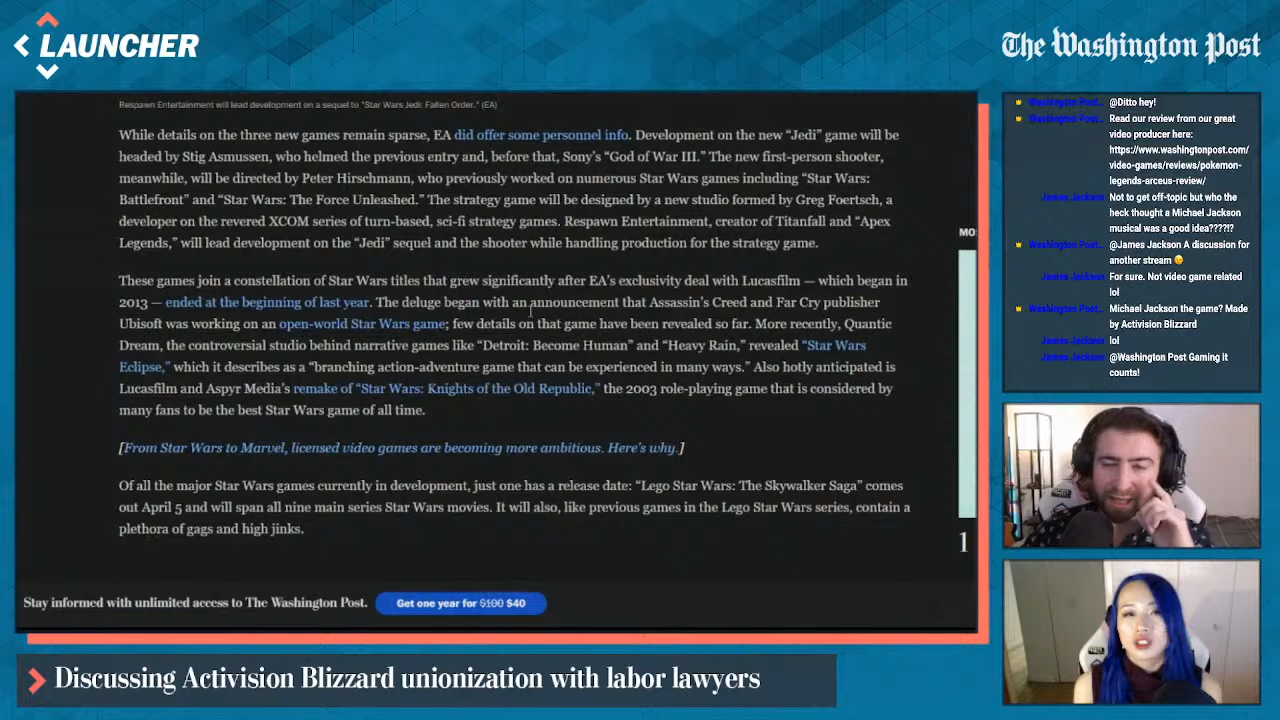 LAUNCHER
The Washington Post
Respawn Entertainment will lead development on a sequel to "Star Wars Jedi: Fallen Order." (EA)
While details on the three new games remain sparse, EA did offer some personnel info. Development on the new “Jedi” game will be
headed by Stig Asmussen, who helmed the previous entry and, before that, Sony’s “God of War III.” The new first-person shooter,
meanwhile, will be directed by Peter Hirschmann, who previously worked on numerous Star Wars games including “Star Wars:
Battlefront” and “Star Wars: The Force Unleashed.” The strategy game will be designed by a new studio formed by Greg Foertsch, a
developer on the revered XCOM series of turn-based, sci-fi strategy games. Respawn Entertainment, creator of Titanfall and “Apex
Legends,” will lead development on the “Jedi” sequel and the shooter while handling production for the strategy game.
These games join a constellation of Star Wars titles that grew significantly after EA’s exclusivity deal with Lucasfilm — which began in
2013 — ended at the beginning of last year. The deluge began with an announcement that Assassin’s Creed and Far Cry publisher
Ubisoft was working on an open-world Star Wars game; few details on that game have been revealed so far. More recently, Quantic
Dream, the controversial studio behind narrative games like “Detroit: Become Human” and “Heavy Rain,” revealed “Star Wars
Eclipse,” which it describes as a “branching action-adventure game that can be experienced in many ways.” Also hotly anticipated is
Lucasfilm and Aspyr Media’s remake of “Star Wars: Knights of the Old Republic,” the 2003 role-playing game that is considered by
many fans to be the best Star Wars game of all time.
[From Star Wars to Marvel, licensed video games are becoming more ambitious. Here’s why.]
Of all the major Star Wars games currently in development, just one has a release date: “Lego Star Wars: The Skywalker Saga” comes
out April 5 and will span all nine main series Star Wars movies. It will also, like previous games in the Lego Star Wars series, contain a
plethora of gags and high jinks.
MO
1
Stay informed with unlimited access to The Washington Post.
Get one year for $100 $40
Washington Post... @Ditto hey!
Washington Post... Read our review from our great
video producer here:
https://www.washingtonpost.com/
video-games/reviews/pokemon-
legends-arceus-review/
James Jackson Not to get off-topic but who the
heck thought a Michael Jackson
musical was a good idea????!?
Washington Post... @James Jackson A discussion for
another stream 😉
James Jackson For sure. Not video game related
lol
Washington Post... Michael Jackson the game? Made
by Activision Blizzard
James Jackson lol
James Jackson @Washington Post Gaming it
counts!
Discussing Activision Blizzard unionization with labor lawyers